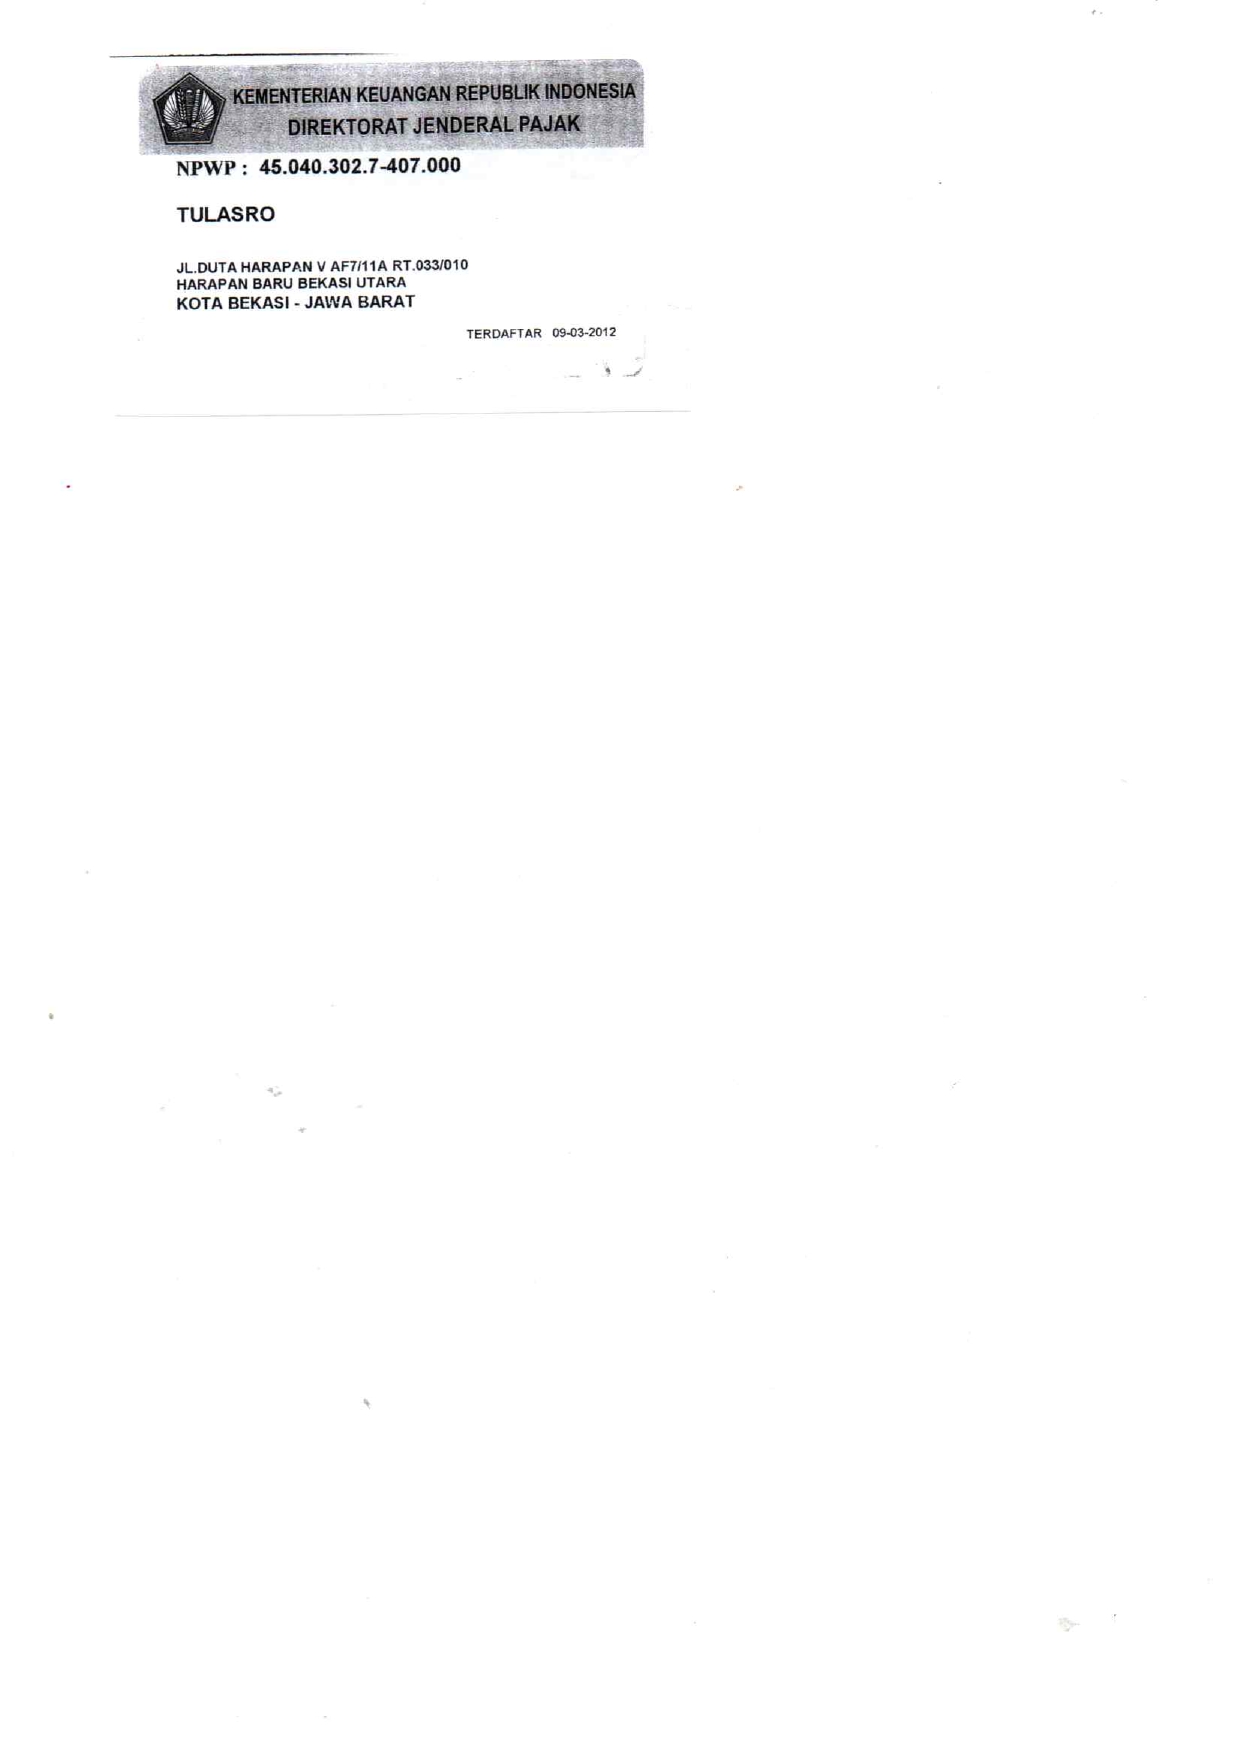 KEMENTERIAN KEUANGAN REPUBLIK INDONESIA
DIREKTORAT JENDERAL PAJAK
NPWP : 45.040.302.7-407.000
TULASRO
JL.DUTA HARAPAN V AF7/11A RT.033/010
HARAPAN BARU BEKASI UTARA
KOTA BEKASI - JAWA BARAT
TERDAFTAR 09-03-2012